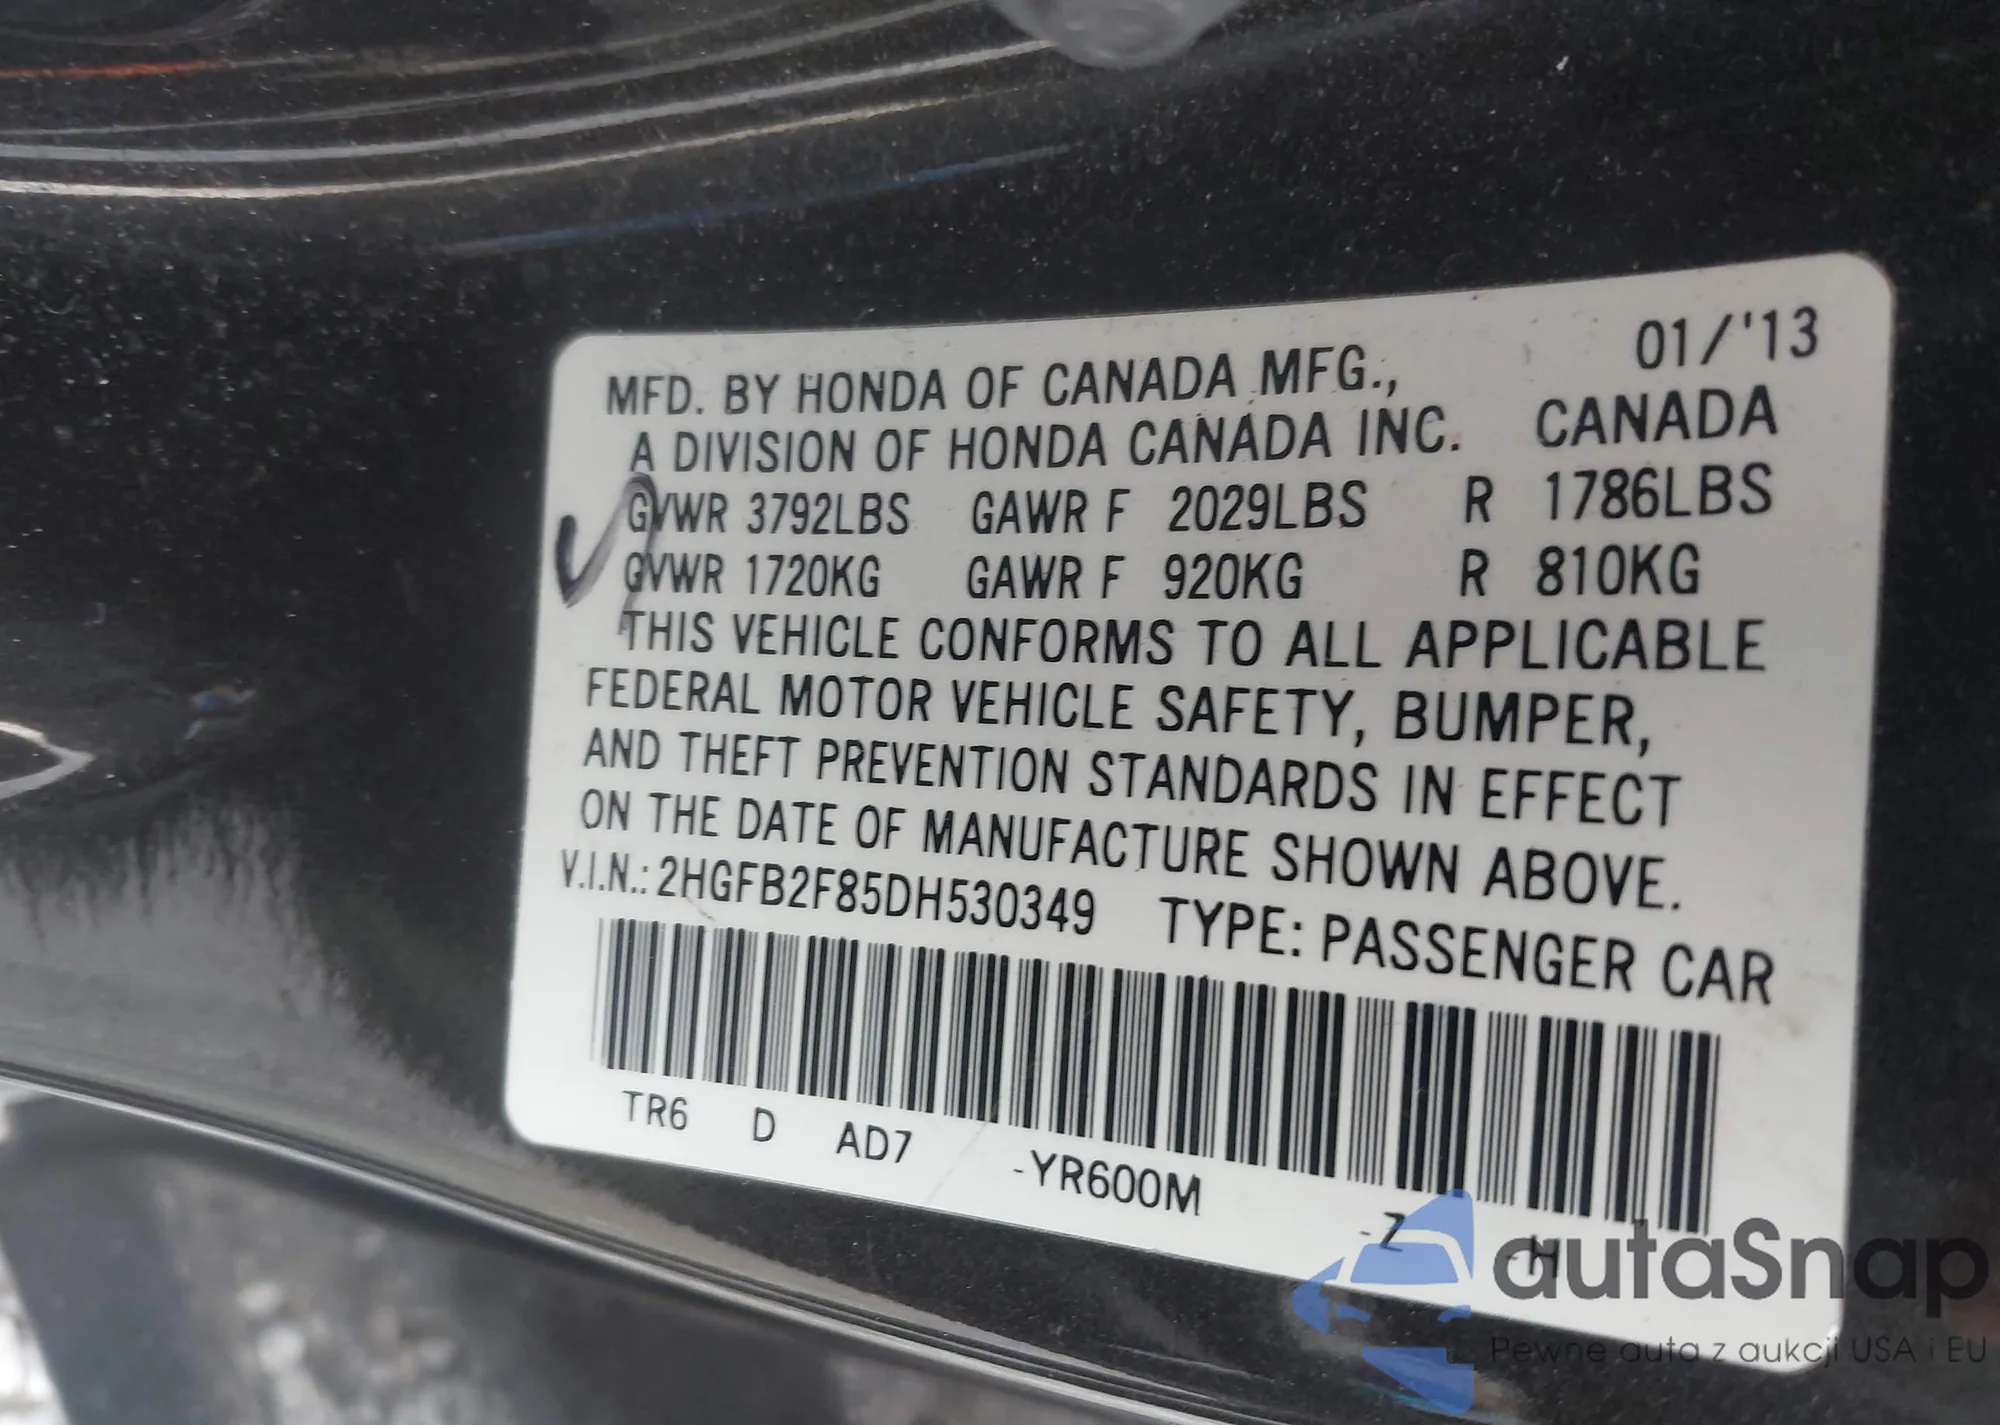 01/'13
MFD. BY HONDA OF CANADA MFG.,
A DIVISION OF HONDA CANADA INC. CANADA
GVWR 3792LBS GAWR F 2029LBS R 1786LBS
GVWR 1720KG GAWR F 920KG R 810KG
THIS VEHICLE CONFORMS TO ALL APPLICABLE
FEDERAL MOTOR VEHICLE SAFETY, BUMPER,
AND THEFT PREVENTION STANDARDS IN EFFECT
ON THE DATE OF MANUFACTURE SHOWN ABOVE.
V.I.N.: 2HGFB2F85DH530349 TYPE: PASSENGER CAR
TR6 D AD7 -YR600M -Z -H
autaSnap
Pewne auta z aukcji USA i EU